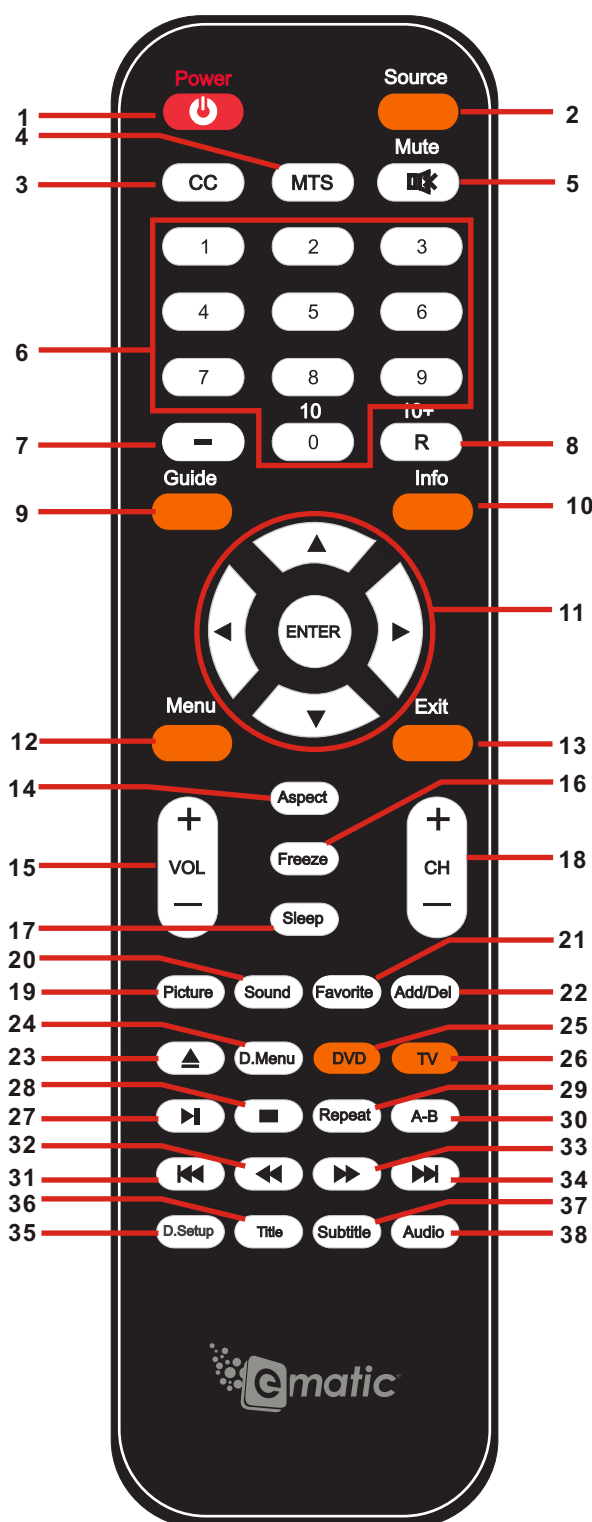 Power Source
1 2
4
Mute
3 CC MTS 5
1 2 3
4 5 6
6
7 8 9
10 10+
7 0 R 8
Guide Info
9 10
11
ENTER
Menu Exit
12 13
14 Aspect 16
+ +
15 VOL Freeze CH 18
17 Sleep
20 21
19 Picture Sound Favorite Add/Del 22
24 25
23 D.Menu DVD TV 26
28 29
27 Repeat A-B 30
32 33
31 34
36 37
35 D.Setup Title Subtitle Audio 38
ematic